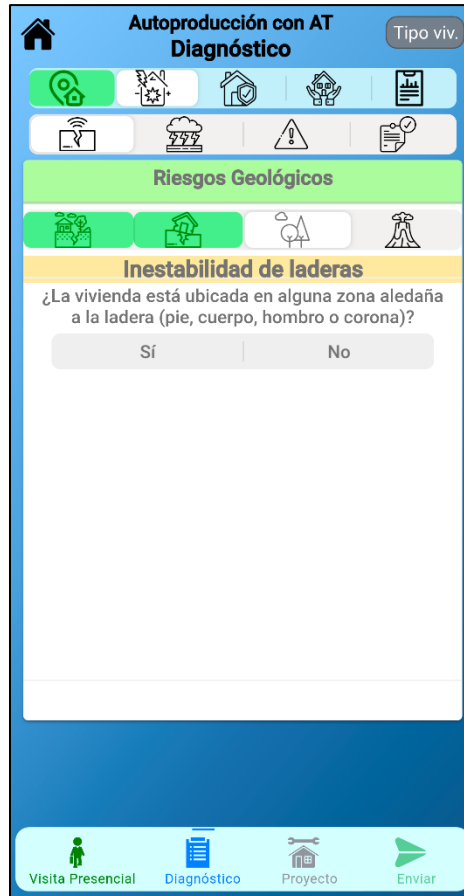 Autoproducción con AT
Diagnóstico
Tipo viv.
Riesgos Geológicos
Inestabilidad de laderas
¿La vivienda está ubicada en alguna zona aledaña
a la ladera (pie, cuerpo, hombro o corona)?
Sí
No
Visita Presencial
Diagnóstico
Proyecto
Enviar